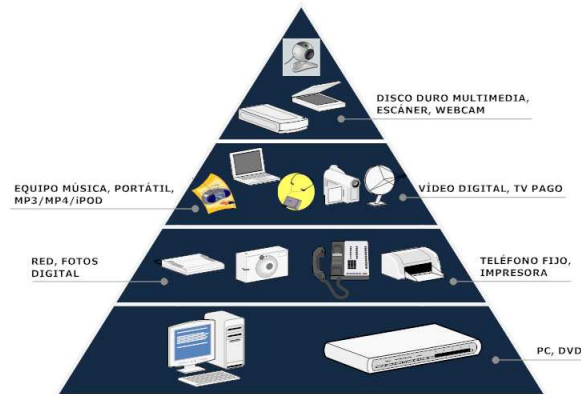 DISCO DURO MULTIMEDIA,
ESCÁNER, WEBCAM
EQUIPO MÚSICA, PORTÁTIL,
MP3/MP4/iPOD
VÍDEO DIGITAL, TV PAGO
RED, FOTOS
DIGITAL
TELÉFONO FIJO,
IMPRESORA
PC, DVD